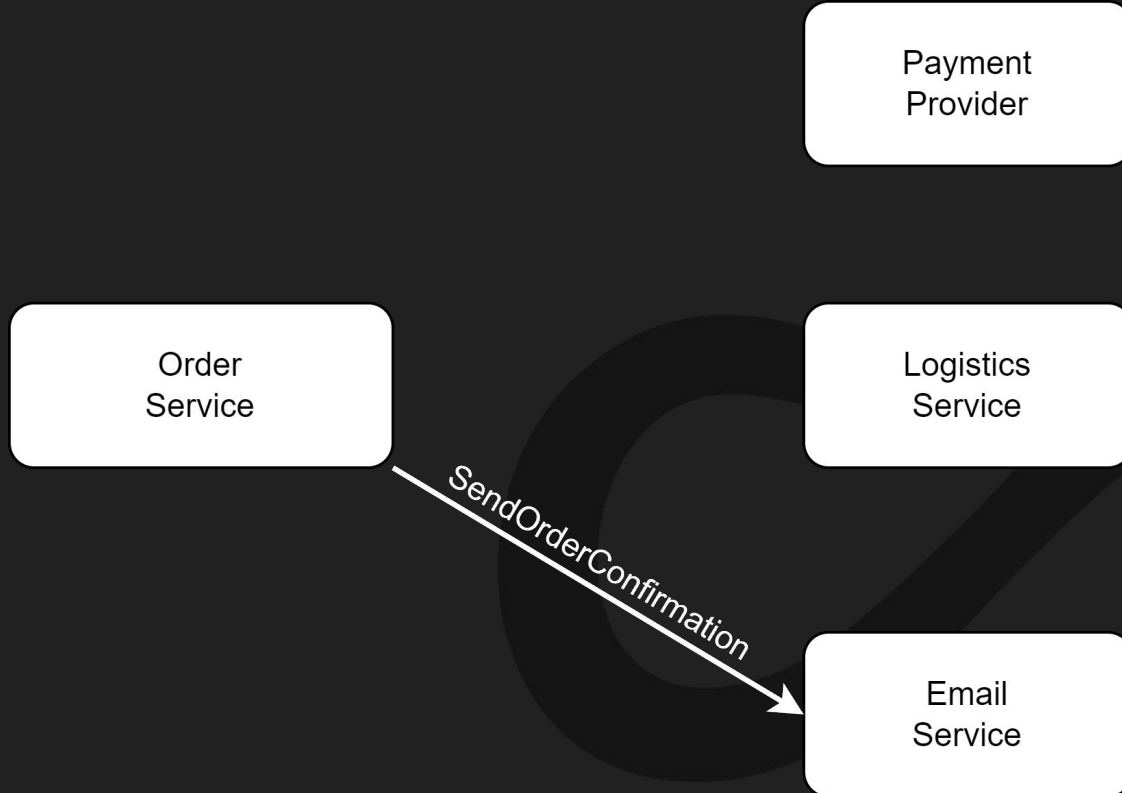 Payment
Provider
Order
Service
Logistics
Service
SendOrderConfirmation
Email
Service